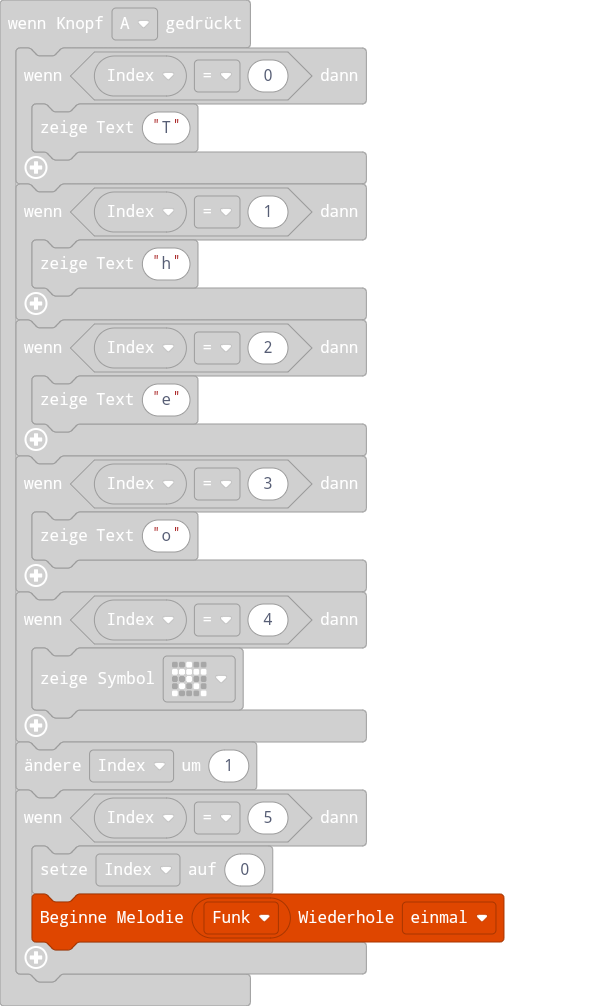 wenn Knopf A gedrückt
wenn Index = 0 dann
zeige Text "T"
wenn Index = 1 dann
zeige Text "h"
wenn Index = 2 dann
zeige Text "e"
wenn Index = 3 dann
zeige Text "o"
wenn Index = 4 dann
zeige Symbol
ändere Index um 1
wenn Index = 5 dann
setze Index auf 0
Beginne Melodie Funk Wiederhole einmal